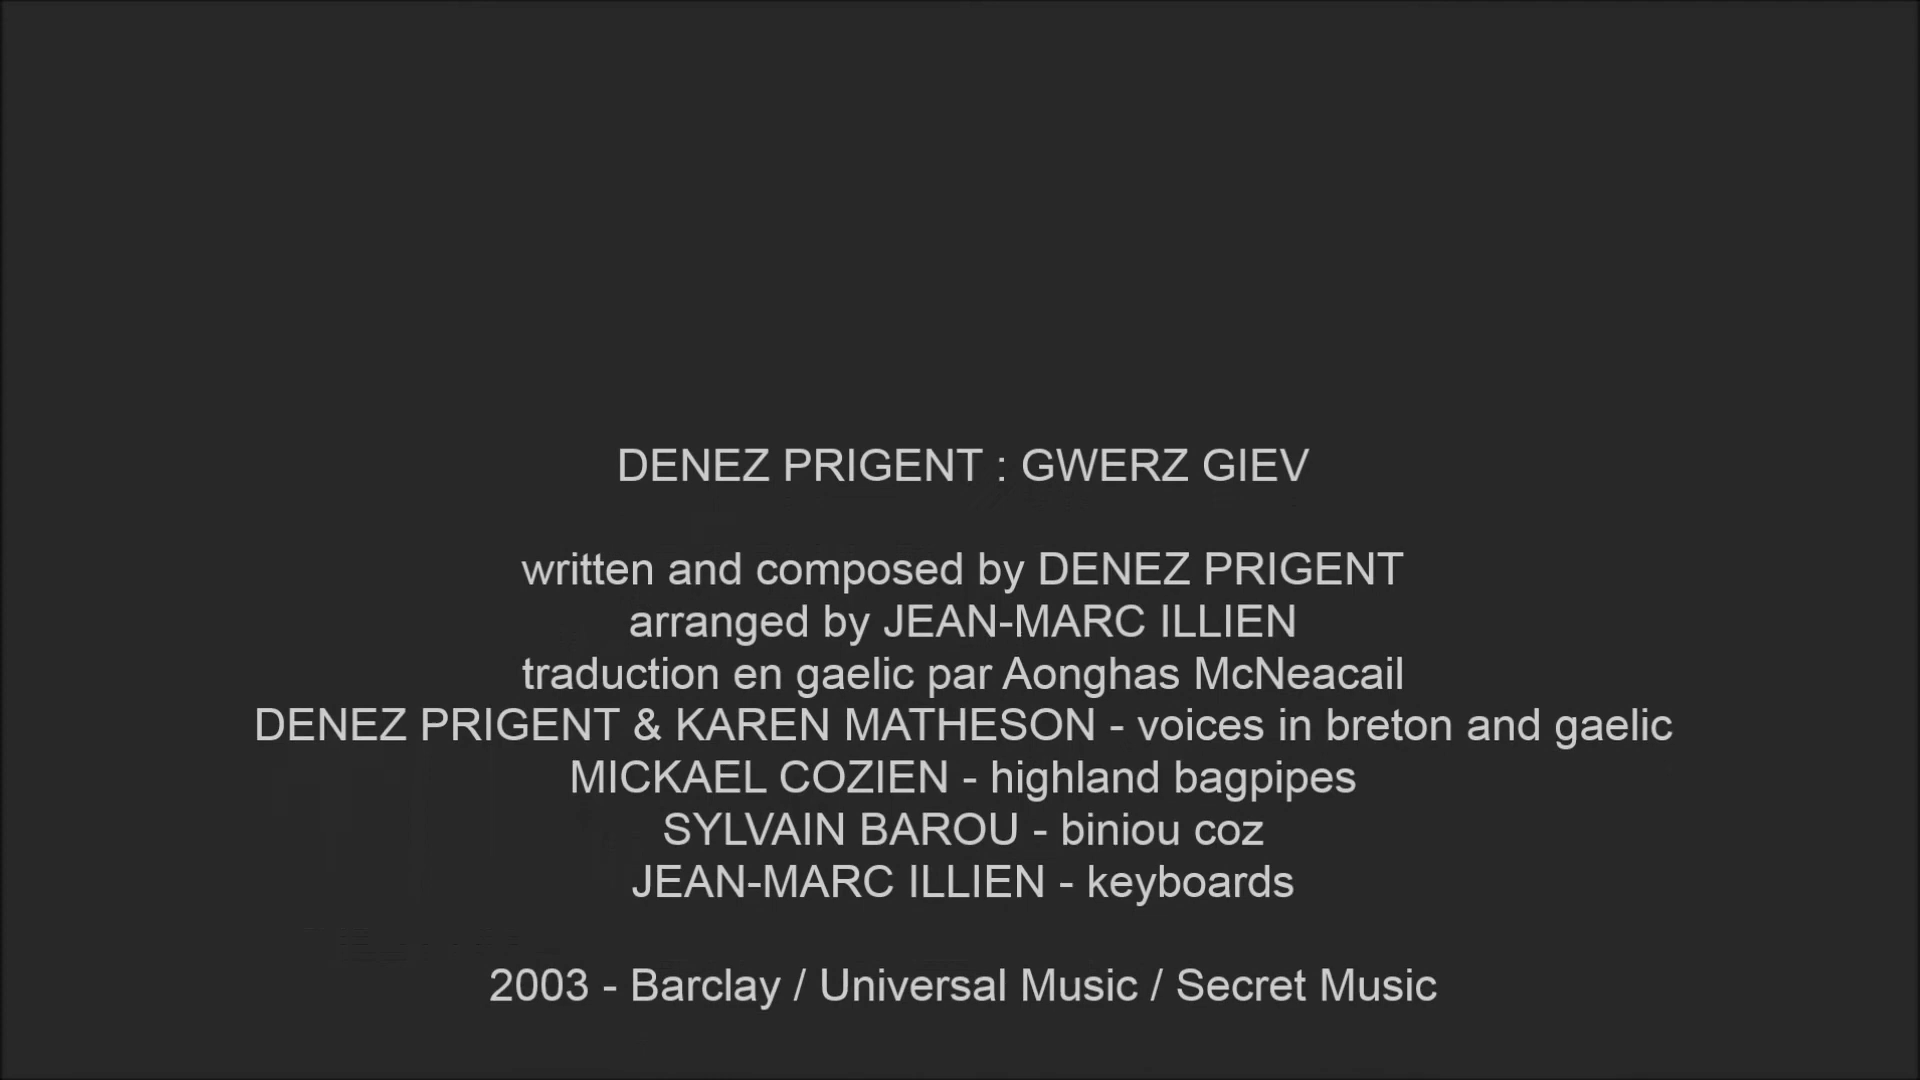 DENEZ PRIGENT : GWERZ GIEV
written and composed by DENEZ PRIGENT
arranged by JEAN-MARC ILLIEN
traduction en gaelic par Aonghas McNeacail
DENEZ PRIGENT & KAREN MATHESON - voices in breton and gaelic
MICKAEL COZIEN - highland bagpipes
SYLVAIN BAROU - biniou coz
JEAN-MARC ILLIEN - keyboards
2003 - Barclay / Universal Music / Secret Music